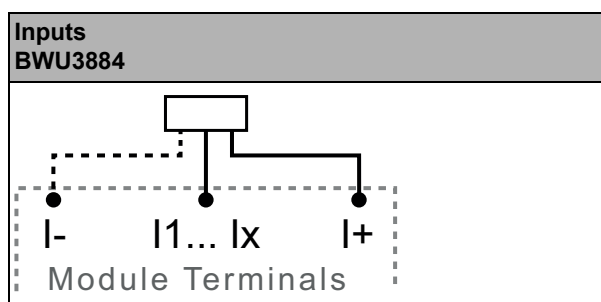 Inputs
BWU3884
I- I1... Ix I+
Module Terminals